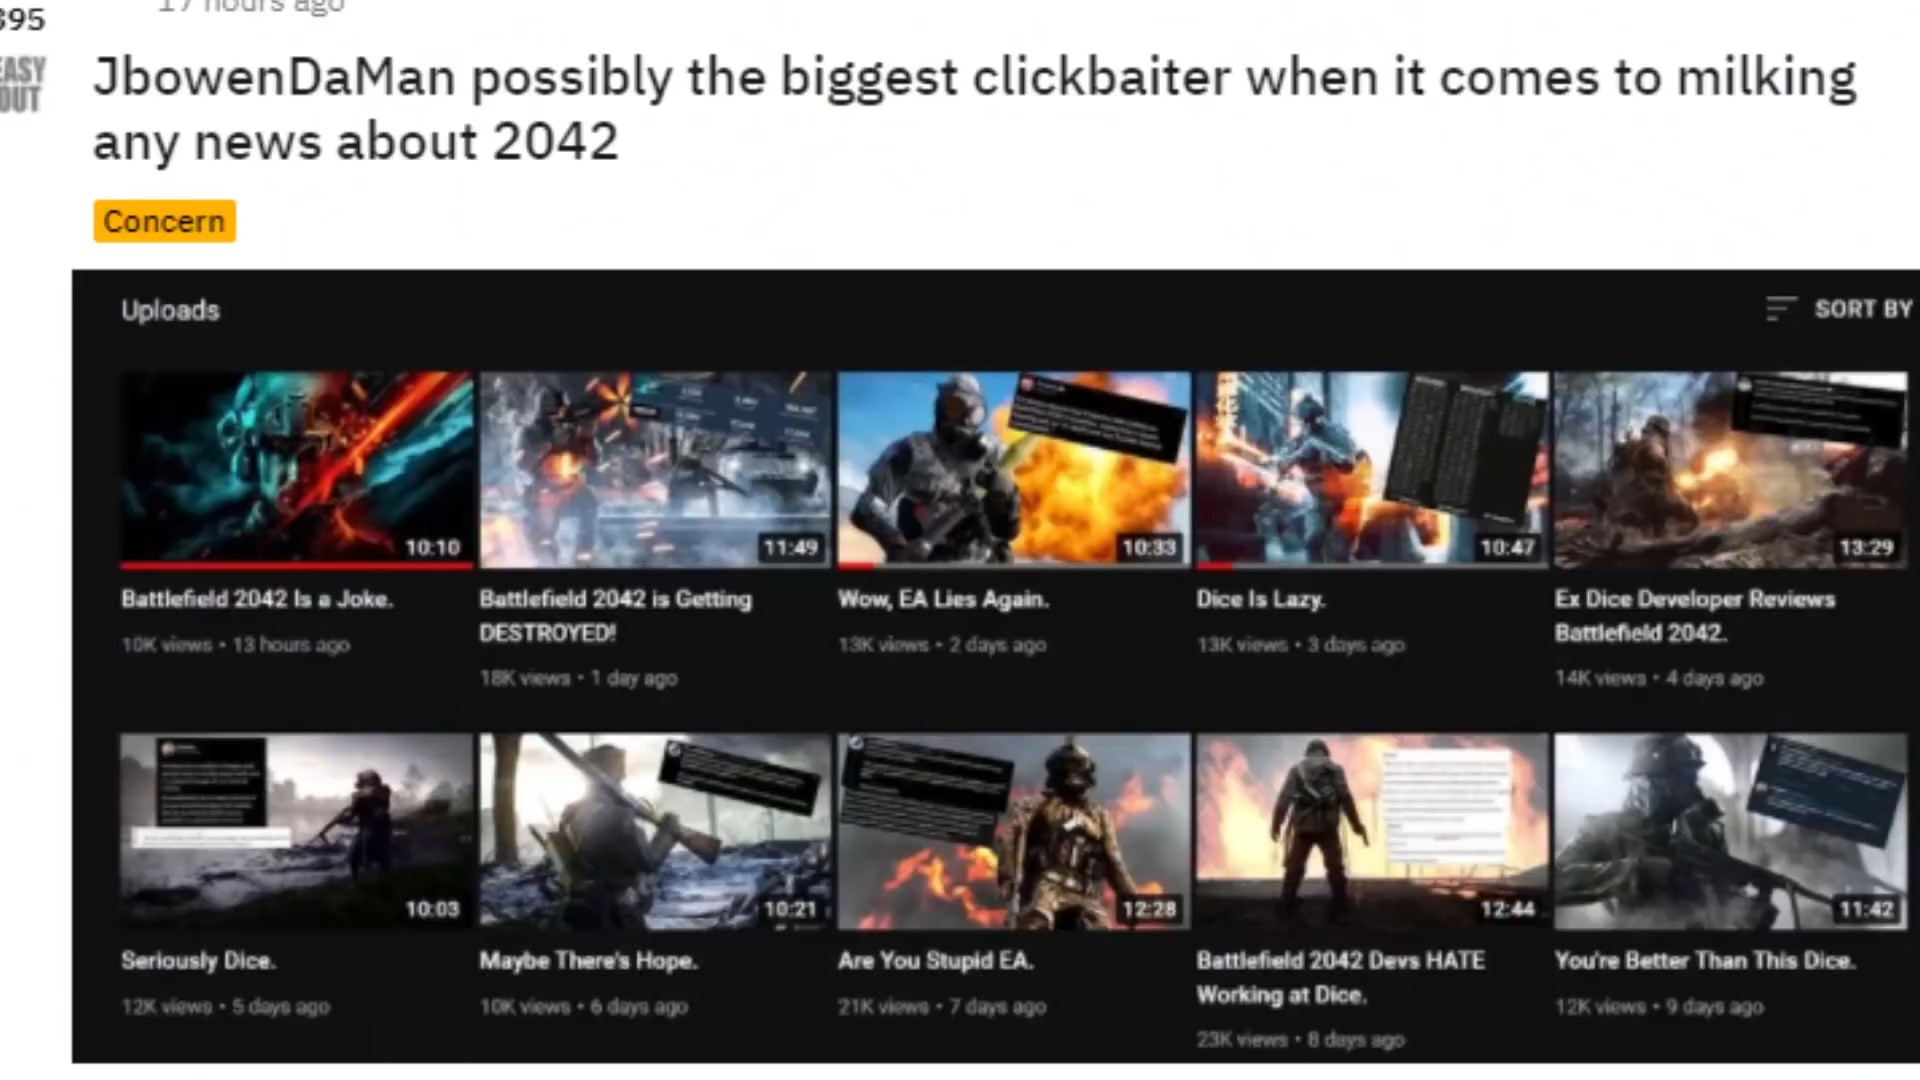 17 hours ago
395
EASY
OUT
JbowenDaMan possibly the biggest clickbaiter when it comes to milking
any news about 2042
Concern
Uploads
SORT BY
10:10
11:49
10:33
10:47
13:29
Battlefield 2042 Is a Joke.
Battlefield 2042 is Getting
DESTROYED!
Wow, EA Lies Again.
Dice Is Lazy.
Ex Dice Developer Reviews
Battlefield 2042.
10K views • 13 hours ago
18K views • 1 day ago
13K views • 2 days ago
13K views • 3 days ago
14K views • 4 days ago
10:03
10:21
12:28
12:44
11:42
Seriously Dice.
Maybe There's Hope.
Are You Stupid EA.
Battlefield 2042 Devs HATE
Working at Dice.
You're Better Than This Dice.
12K views • 5 days ago
10K views • 6 days ago
21K views • 7 days ago
23K views • 8 days ago
12K views • 9 days ago